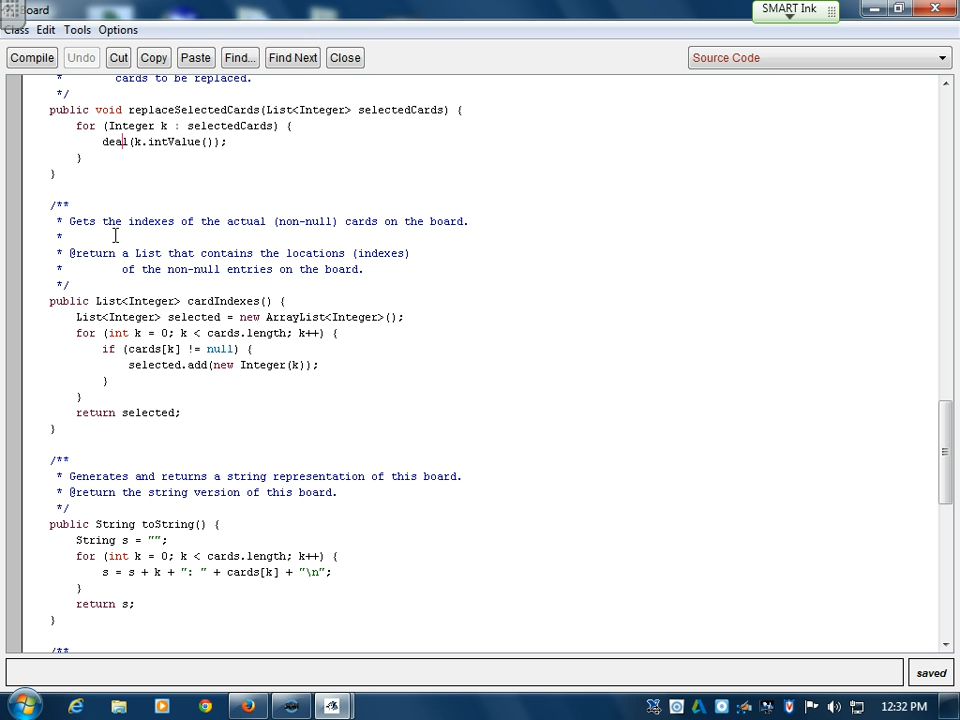 Board
SMART Ink
Class Edit Tools Options
Compile Undo Cut Copy Paste Find... Find Next Close Source Code
* cards to be replaced.
*/
public void replaceSelectedCards(List<Integer> selectedCards) {
for (Integer k : selectedCards) {
deal(k.intValue());
}
}
/**
* Gets the indexes of the actual (non-null) cards on the board.
*
* @return a List that contains the locations (indexes)
* of the non-null entries on the board.
*/
public List<Integer> cardIndexes() {
List<Integer> selected = new ArrayList<Integer>();
for (int k = 0; k < cards.length; k++) {
if (cards[k] != null) {
selected.add(new Integer(k));
}
}
return selected;
}
/**
* Generates and returns a string representation of this board.
* @return the string version of this board.
*/
public String toString() {
String s = "";
for (int k = 0; k < cards.length; k++) {
s = s + k + ": " + cards[k] + "\n";
}
return s;
}
/**
saved
12:32 PM